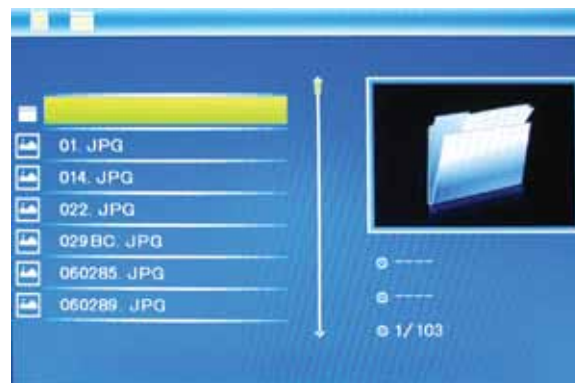 01. JPG
014. JPG
022. JPG
029BC. JPG
060285. JPG
060289. JPG
----
----
1/103